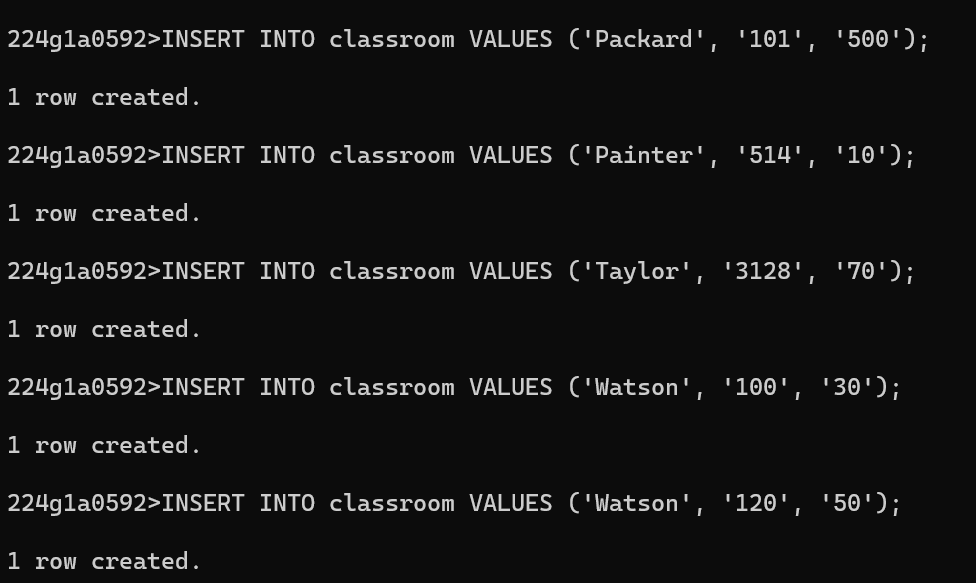 224g1a0592>INSERT INTO classroom VALUES ('Packard', '101', '500');
1 row created.
224g1a0592>INSERT INTO classroom VALUES ('Painter', '514', '10');
1 row created.
224g1a0592>INSERT INTO classroom VALUES ('Taylor', '3128', '70');
1 row created.
224g1a0592>INSERT INTO classroom VALUES ('Watson', '100', '30');
1 row created.
224g1a0592>INSERT INTO classroom VALUES ('Watson', '120', '50');
1 row created.